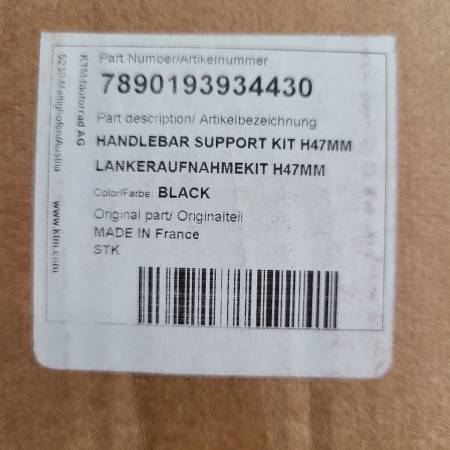 Part Number/Artikelnummer
7890193934430
Part description/ Artikelbezeichnung
HANDLEBAR SUPPORT KIT H47MM
LANKERAUFNAHMEKIT H47MM
Color/Farbe: BLACK
Original part/ Originalteil
MADE IN France
STK
KTM-Motorrad AG
5230 Mattighofen/Austria
www.ktm.com